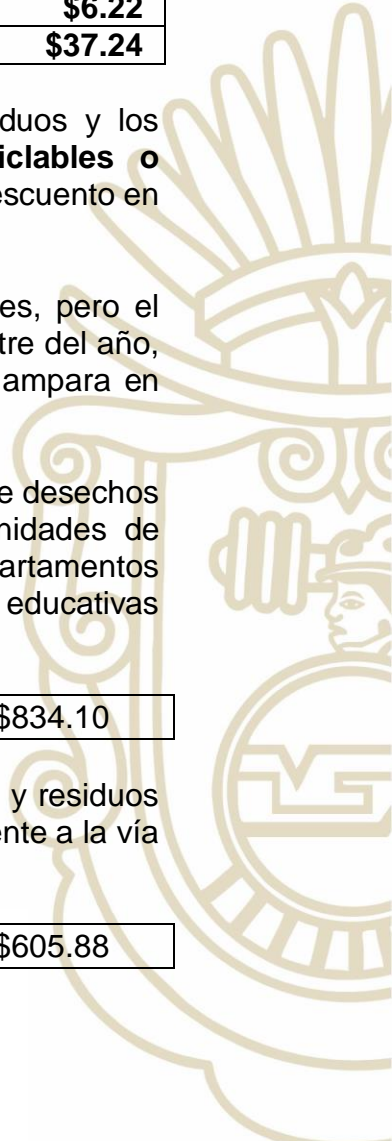 $6.22
$37.24
duos y los
iclables o
escuento en
es, pero el
tre del año,
ampara en
e desechos
nidades de
partamentos
educativas
$834.10
y residuos
nte a la vía
$605.88